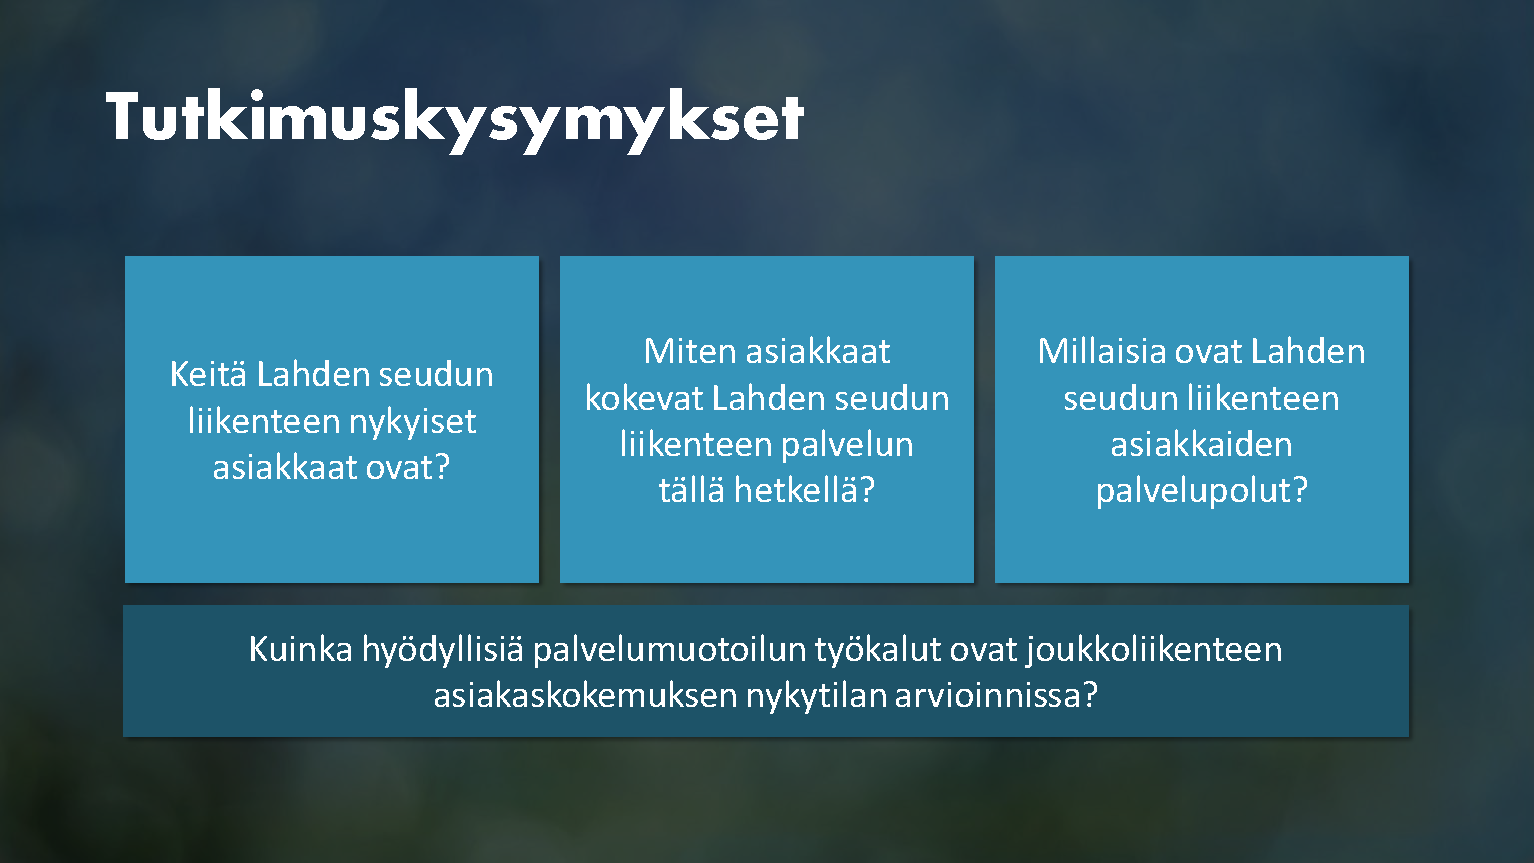 Tutkimuskysymykset
Keitä Lahden seudun
liikenteen nykyiset
asiakkaat ovat?
Miten asiakkaat
kokevat Lahden seudun
liikenteen palvelun
tällä hetkellä?
Millaisia ovat Lahden
seudun liikenteen
asiakkaiden
palvelupolut?
Kuinka hyödyllisiä palvelumuotoilun työkalut ovat joukkoliikenteen
asiakaskokemuksen nykytilan arvioinnissa?